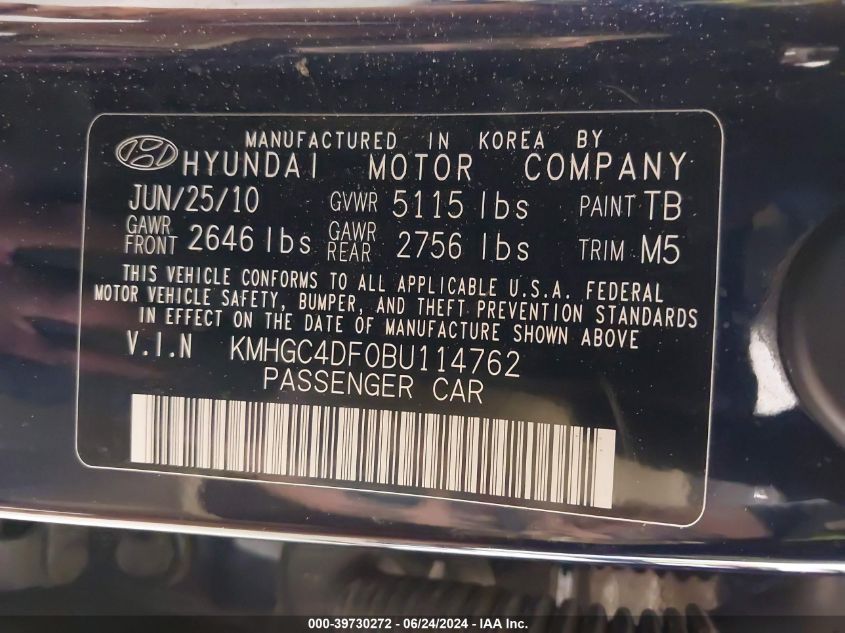 MANUFACTURED IN KOREA BY
HYUNDAI MOTOR COMPANY
JUN/25/10 GVWR 5115 lbs PAINT TB
GAWR FRONT 2646 lbs GAWR REAR 2756 lbs TRIM M5
THIS VEHICLE CONFORMS TO ALL APPLICABLE U.S.A. FEDERAL
MOTOR VEHICLE SAFETY, BUMPER, AND THEFT PREVENTION STANDARDS
IN EFFECT ON THE DATE OF MANUFACTURE SHOWN ABOVE
V.I.N KMHGC4DF0BU114762
PASSENGER CAR
000-39730272 / 06/24/2024 - IAA Inc.